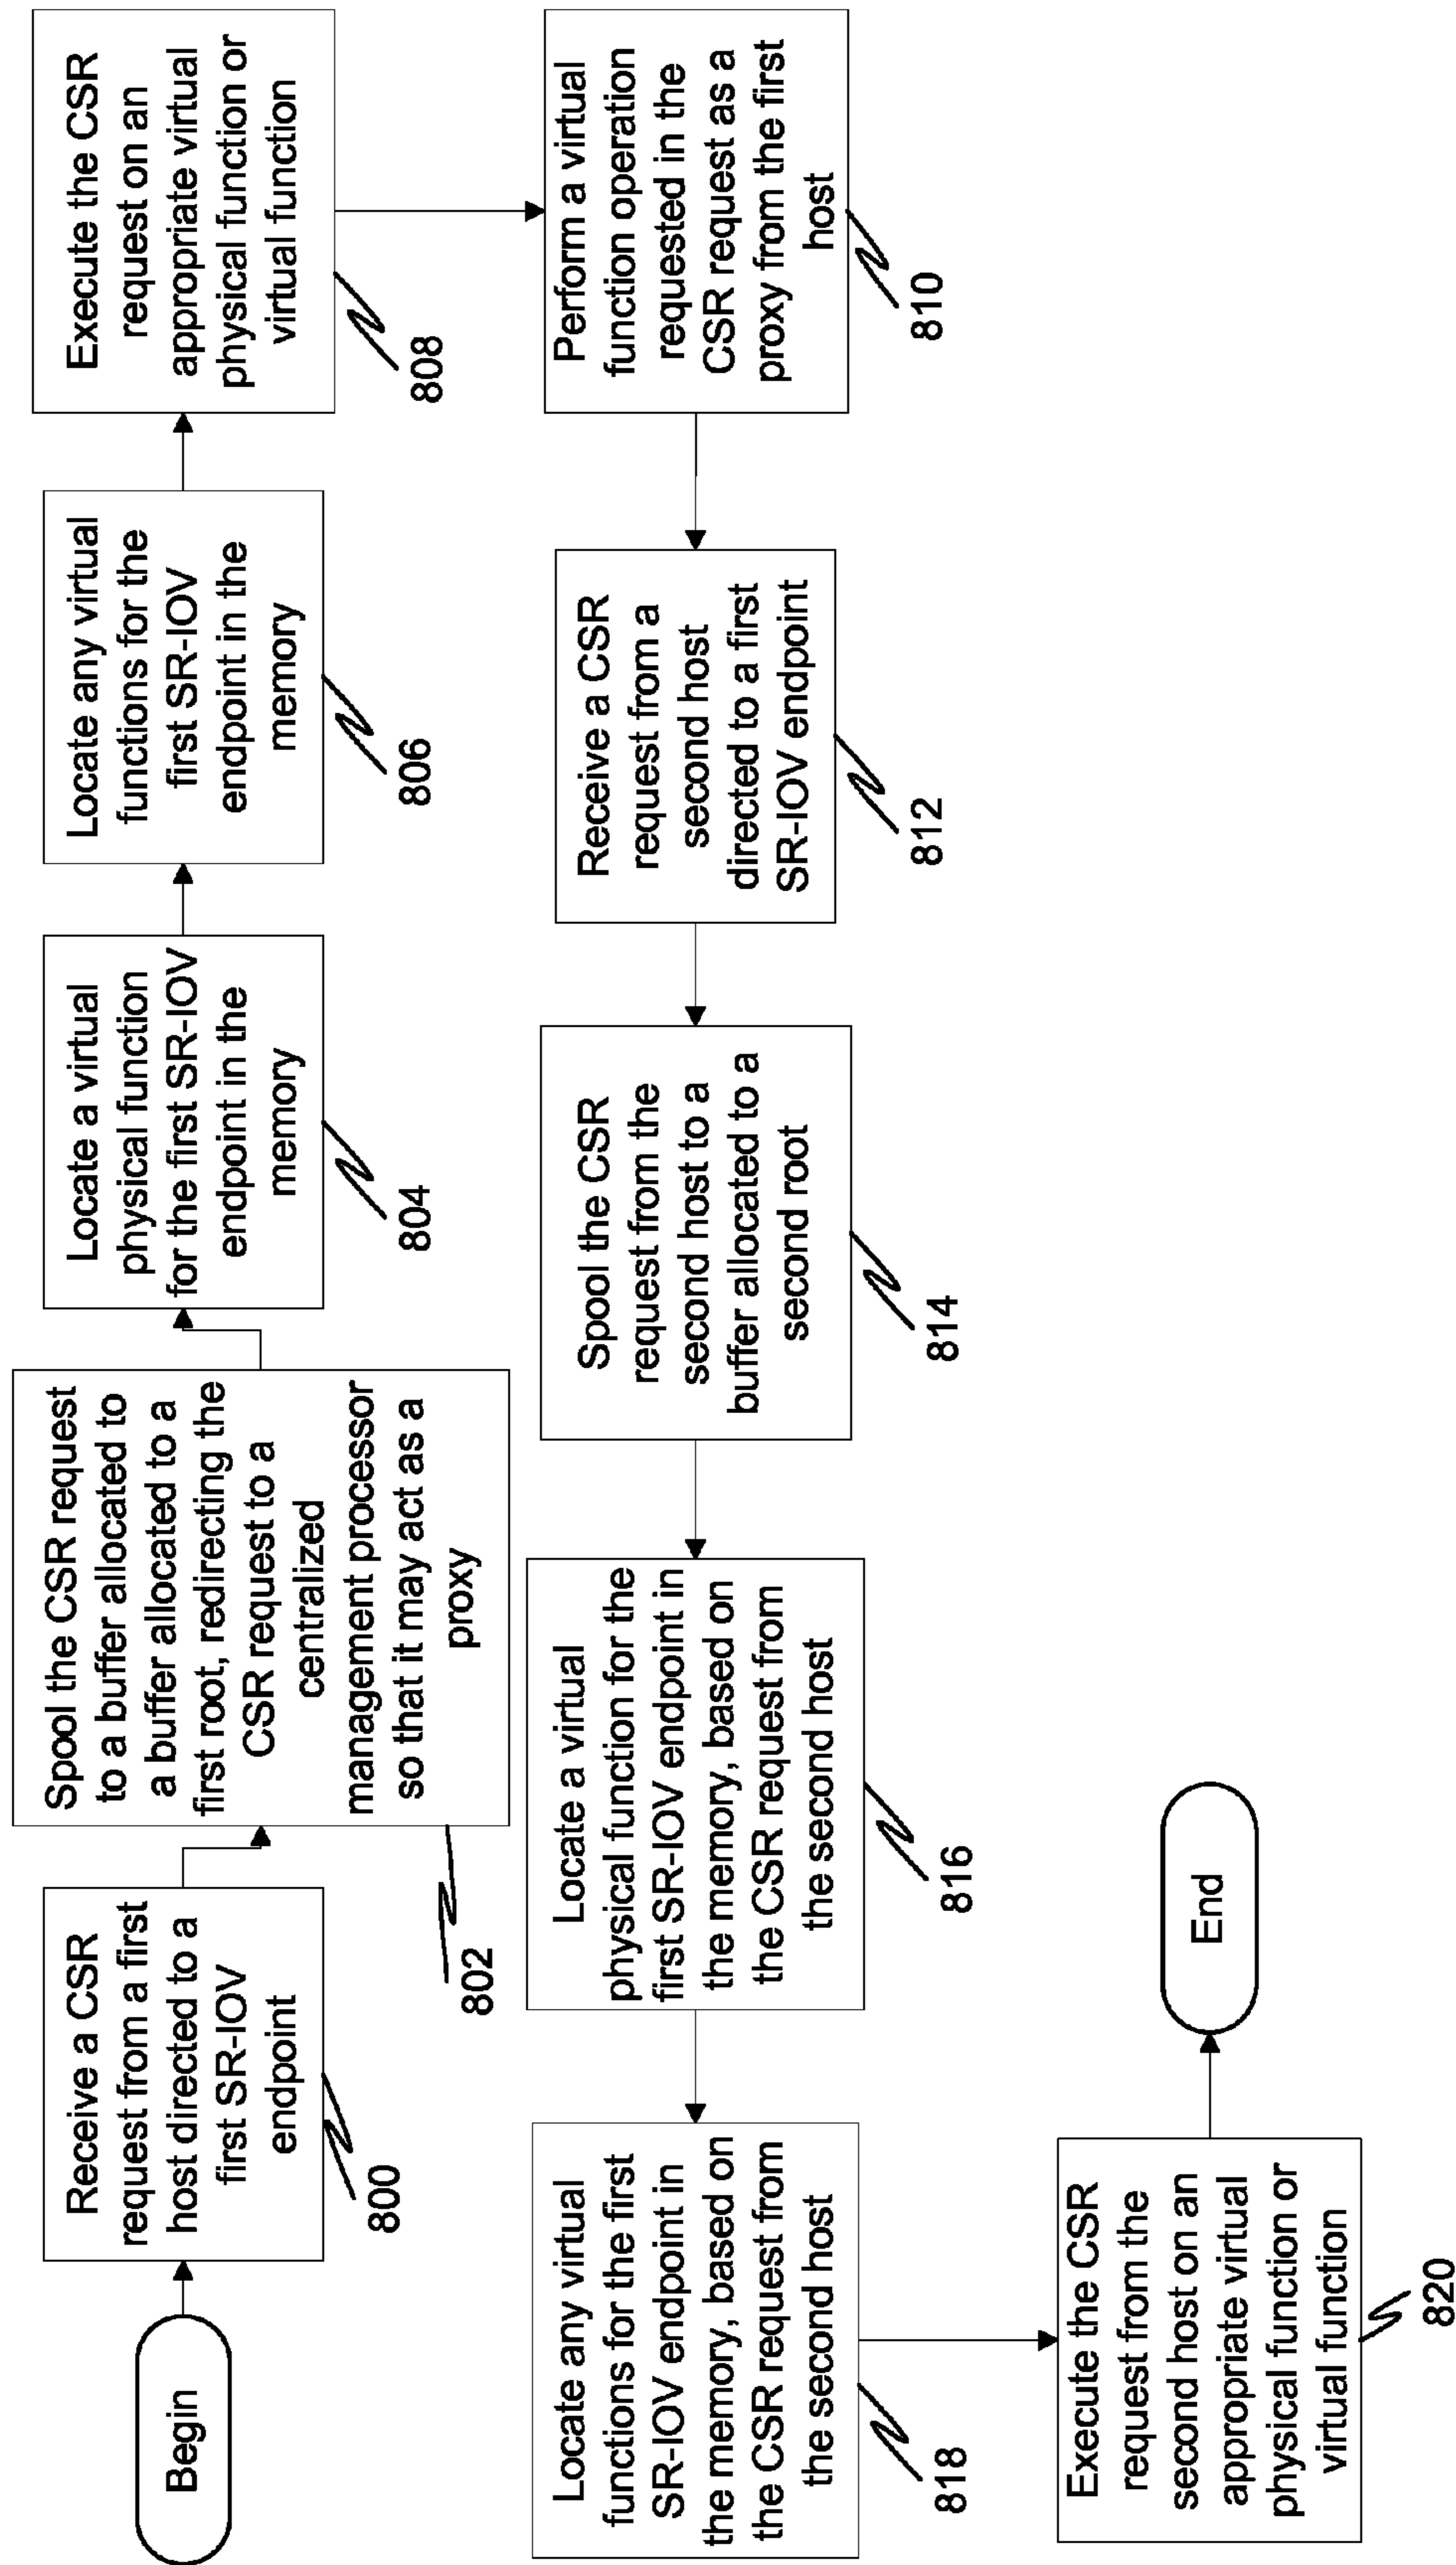 Begin
Receive a CSR
request from a first
host directed to a
first SR-IOV
endpoint
800
Spool the CSR request
to a buffer allocated to
a buffer allocated to a
first root, redirecting the
CSR request to a
centralized
management processor
so that it may act as a
proxy
802
Locate a virtual
physical function
for the first SR-IOV
endpoint in the
memory
804
Locate any virtual
functions for the
first SR-IOV
endpoint in the
memory
806
Execute the CSR
request on an
appropriate virtual
physical function or
virtual function
808
Perform a virtual
function operation
requested in the
CSR request as a
proxy from the first
host
810
Receive a CSR
request from a
second host
directed to a first
SR-IOV endpoint
812
Spool the CSR
request from the
second host to a
buffer allocated to a
second root
814
Locate a virtual
physical function for the
first SR-IOV endpoint in
the memory, based on
the CSR request from
the second host
816
Locate any virtual
functions for the first
SR-IOV endpoint in
the memory, based on
the CSR request from
the second host
818
Execute the CSR
request from the
second host on an
appropriate virtual
physical function or
virtual function
820
End